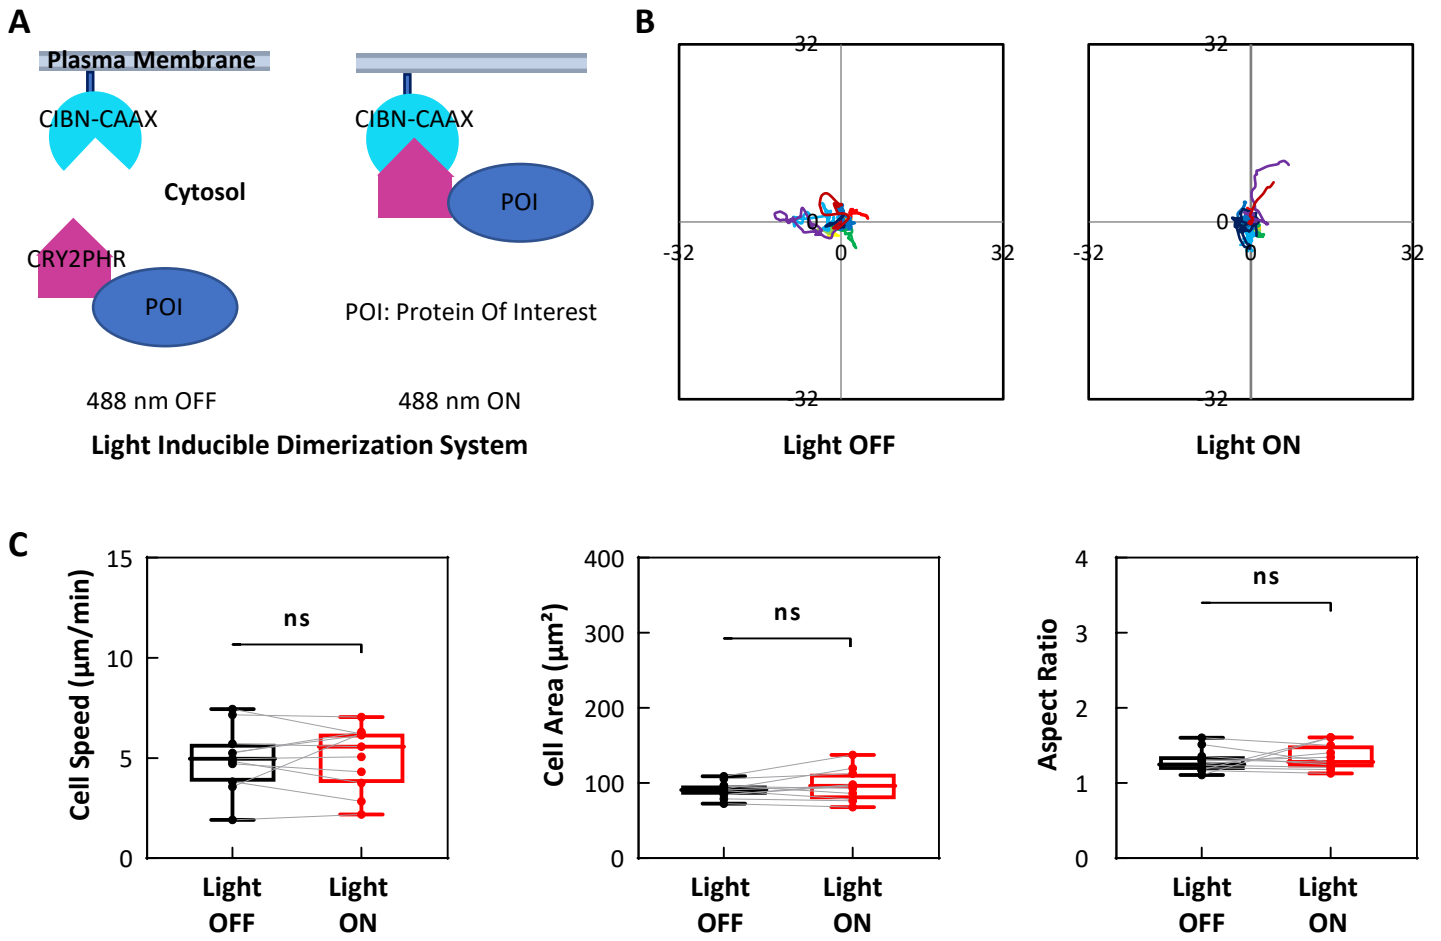 A
Plasma Membrane
CIBN-CAAX
CIBN-CAAX
Cytosol
POI
CRY2PHR
POI
POI: Protein Of Interest
488 nm OFF
488 nm ON
Light Inducible Dimerization System
B
32
0
-32
0
32
-32
Light OFF
32
0
-32
0
32
-32
Light ON
C
Cell Speed (μm/min)
15
10
5
0
ns
Light
OFF
Light
ON
Cell Area (μm²)
400
300
200
100
0
ns
Light
OFF
Light
ON
Aspect Ratio
4
3
2
1
0
ns
Light
OFF
Light
ON